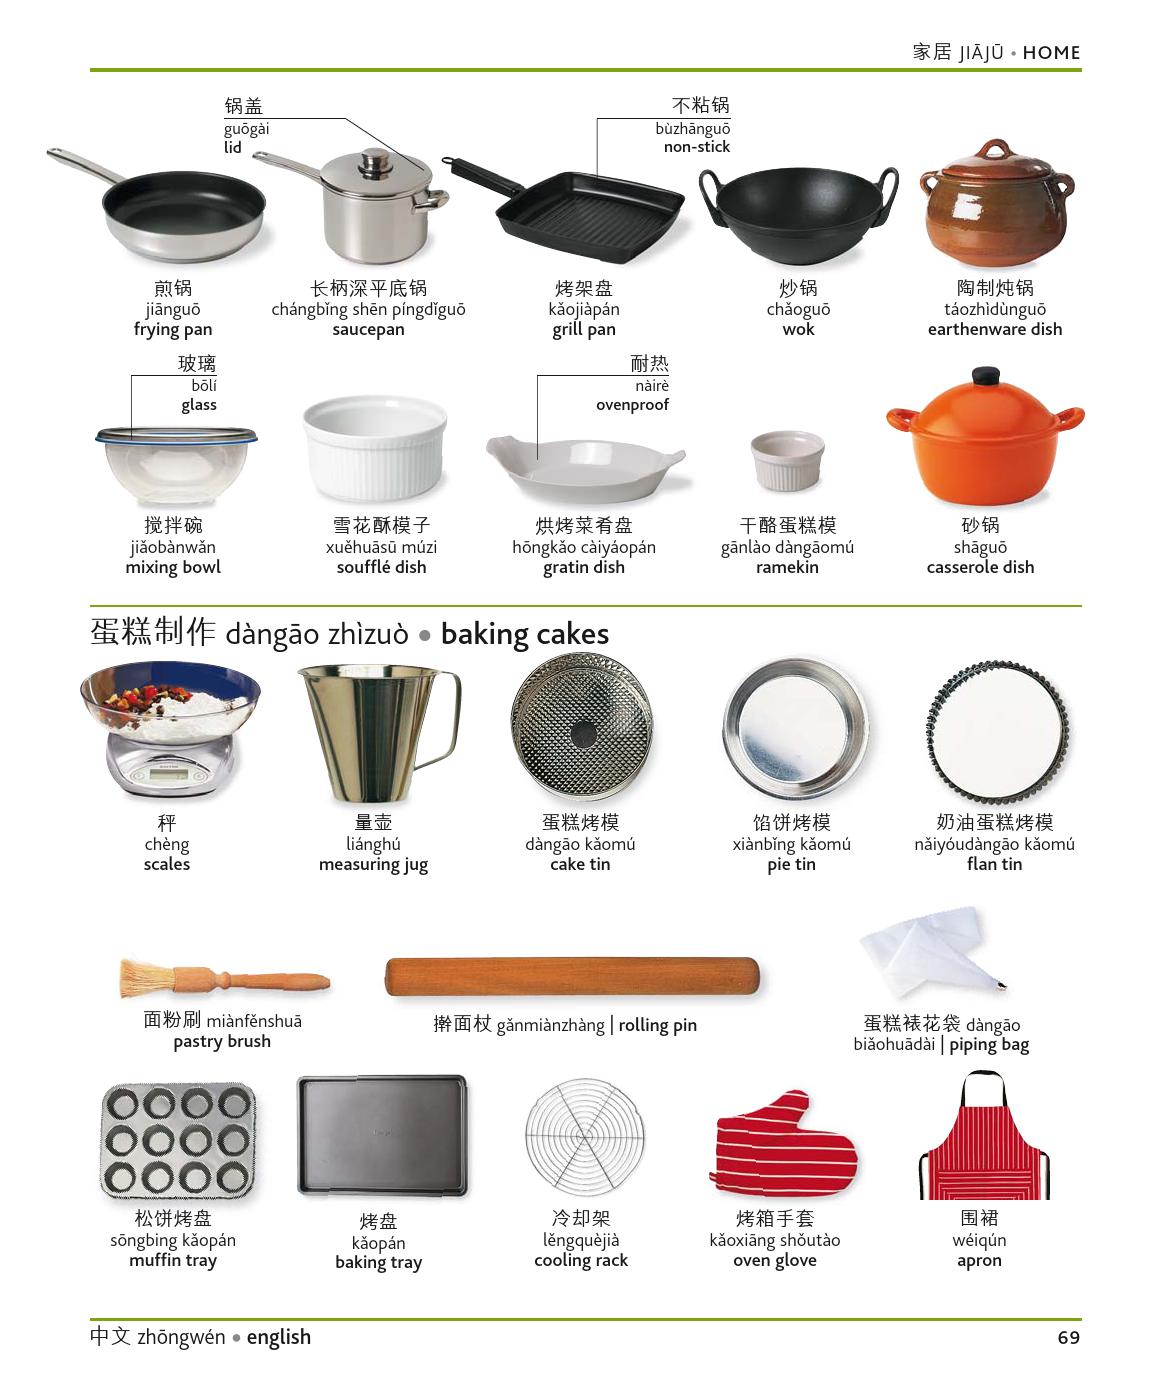 家居 JIĀJŪ • HOME
锅盖
guōgài
lid
不粘锅
bùzhānguō
non-stick
煎锅
jiānguō
frying pan
长柄深平底锅
chángbǐng shēn píngdǐguō
saucepan
烤架盘
kǎojiàpán
grill pan
炒锅
chǎoguō
wok
陶制炖锅
táozhìdùnguō
earthenware dish
玻璃
bōlí
glass
耐热
nàirè
ovenproof
搅拌碗
jiǎobànwǎn
mixing bowl
雪花酥模子
xuěhuāsū múzi
soufflé dish
烘烤菜肴盘
hōngkǎo càiyáopán
gratin dish
干酪蛋糕模
gānlào dàngāomú
ramekin
砂锅
shāguō
casserole dish
蛋糕制作 dàngāo zhìzuò • baking cakes
秤
chèng
scales
量壶
liánghú
measuring jug
蛋糕烤模
dàngāo kǎomú
cake tin
馅饼烤模
xiànbǐng kǎomú
pie tin
奶油蛋糕烤模
nǎiyóudàngāo kǎomú
flan tin
面粉刷 miànfěnshuā
pastry brush
擀面杖 gǎnmiànzhàng | rolling pin
蛋糕裱花袋 dàngāo
biǎohuādài | piping bag
松饼烤盘
sōngbing kǎopán
muffin tray
烤盘
kǎopán
baking tray
冷却架
lěngquèjià
cooling rack
烤箱手套
kǎoxiāng shǒutào
oven glove
围裙
wéiqún
apron
中文 zhōngwén • english
69